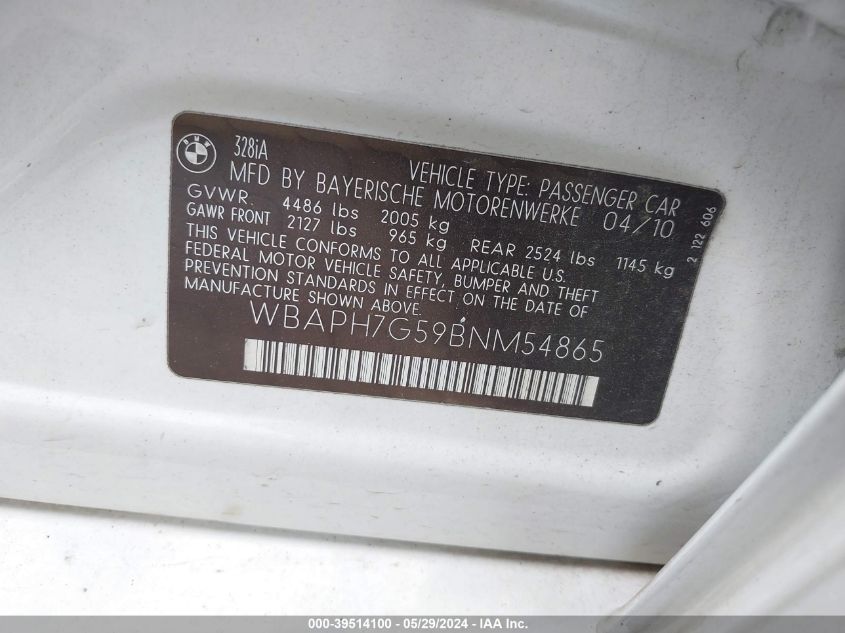 BMW
328iA VEHICLE TYPE: PASSENGER CAR
MFD BY BAYERISCHE MOTORENWERKE 04/10
GVWR. 4486 lbs 2005 kg
GAWR FRONT 2127 lbs 965 kg REAR 2524 lbs 1145 kg
THIS VEHICLE CONFORMS TO ALL APPLICABLE U.S.
FEDERAL MOTOR VEHICLE SAFETY, BUMPER AND THEFT
PREVENTION STANDARDS IN EFFECT ON THE DATE OF
MANUFACTURE SHOWN ABOVE.
WBAPH7G59BNM54865
2 122 606
000-39514100 - 05/29/2024 - IAA Inc.